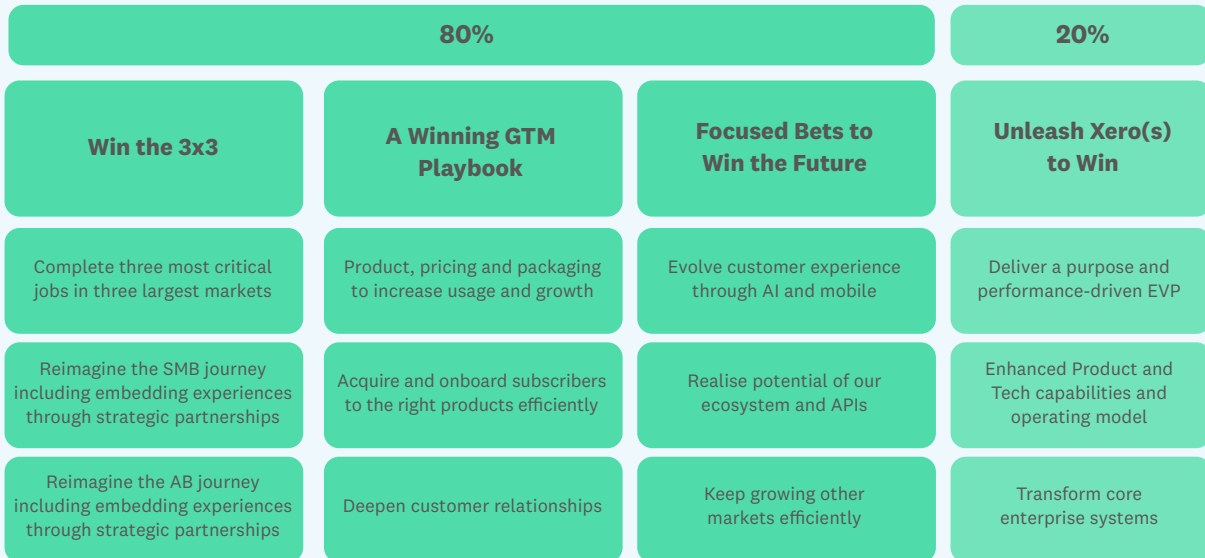 80%
20%
Win the 3x3
A Winning GTM
Playbook
Focused Bets to
Win the Future
Unleash Xero(s)
to Win
Complete three most critical
jobs in three largest markets
Product, pricing and packaging
to increase usage and growth
Evolve customer experience
through AI and mobile
Deliver a purpose and
performance-driven EVP
Reimagine the SMB journey
including embedding experiences
through strategic partnerships
Acquire and onboard subscribers
to the right products efficiently
Realise potential of our
ecosystem and APIs
Enhanced Product and
Tech capabilities and
operating model
Reimagine the AB journey
including embedding experiences
through strategic partnerships
Deepen customer relationships
Keep growing other
markets efficiently
Transform core
enterprise systems